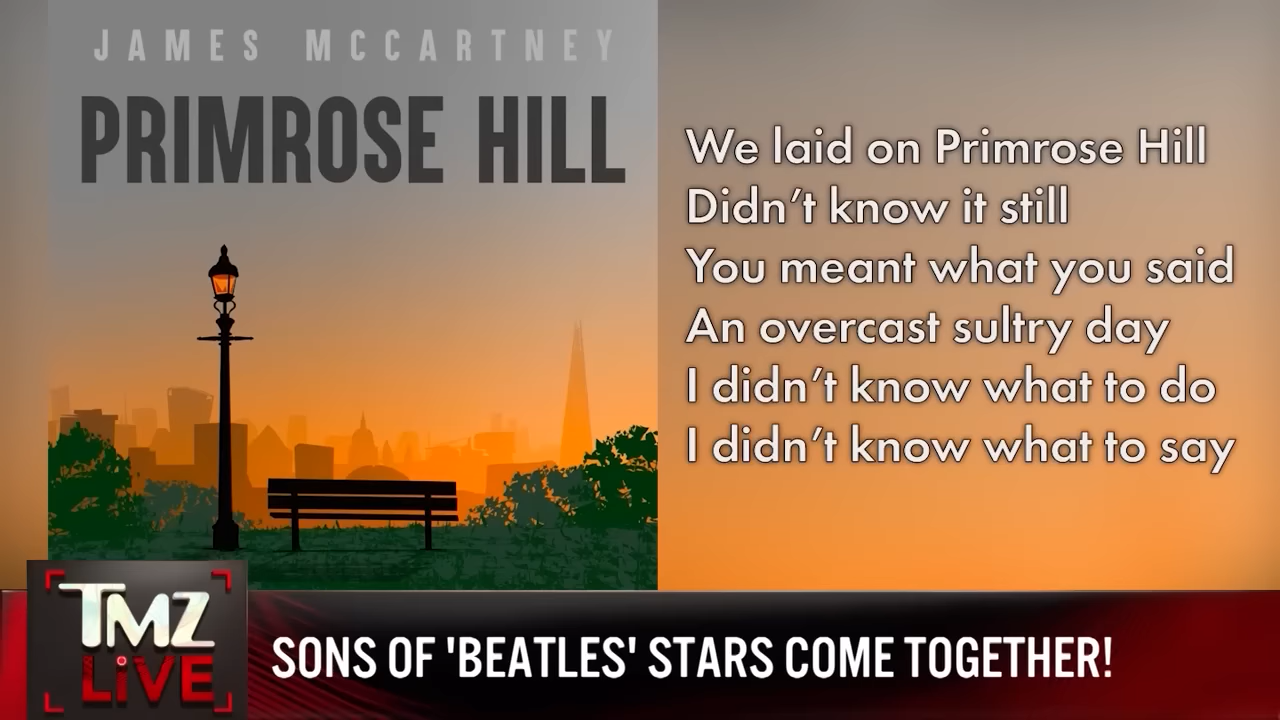 JAMES MCCARTNEY
PRIMROSE HILL
We laid on Primrose Hill
Didn't know it still
You meant what you said
An overcast sultry day
I didn't know what to do
I didn't know what to say
TMZ
LiVE
SONS OF 'BEATLES' STARS COME TOGETHER!